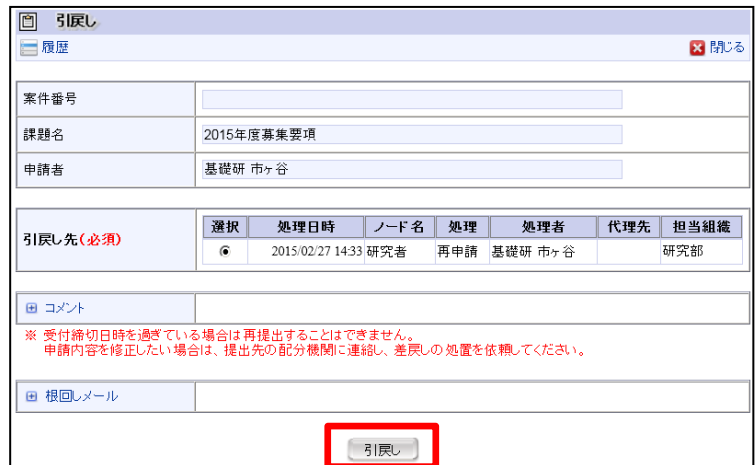 引戻し
履歴 閉じる
案件番号
課題名 2015年度募集要項
申請者 基礎研 市ヶ谷
選択 処理日時 ノード名 処理 処理者 代理先 担当組織
引戻し先(必須)
2015/02/27 14:33 研究者 再申請 基礎研 市ヶ谷 研究部
コメント
※ 受付締切日時を過ぎている場合は再提出することはできません。
申請内容を修正したい場合は、提出先の配分機関に連絡し、差戻しの処置を依頼してください。
根回しメール
引戻し